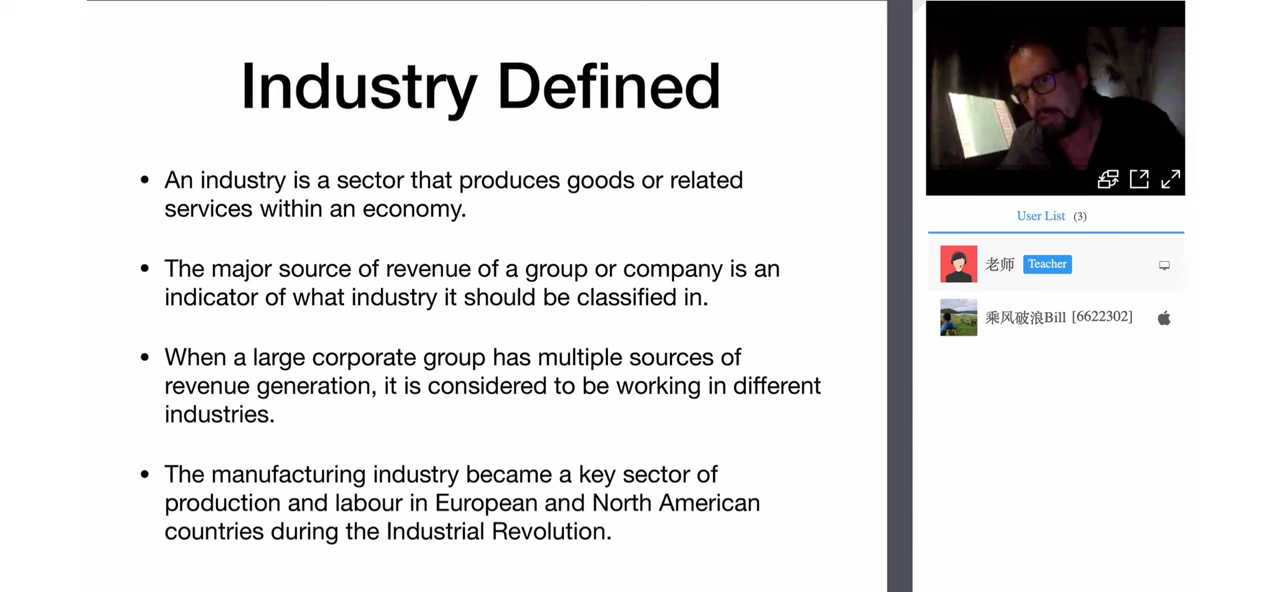 Industry Defined
• An industry is a sector that produces goods or related
services within an economy.
• The major source of revenue of a group or company is an
indicator of what industry it should be classified in.
• When a large corporate group has multiple sources of
revenue generation, it is considered to be working in different
industries.
• The manufacturing industry became a key sector of
production and labour in European and North American
countries during the Industrial Revolution.
User List (3)
老师 Teacher
乘风破浪Bill [6622302]